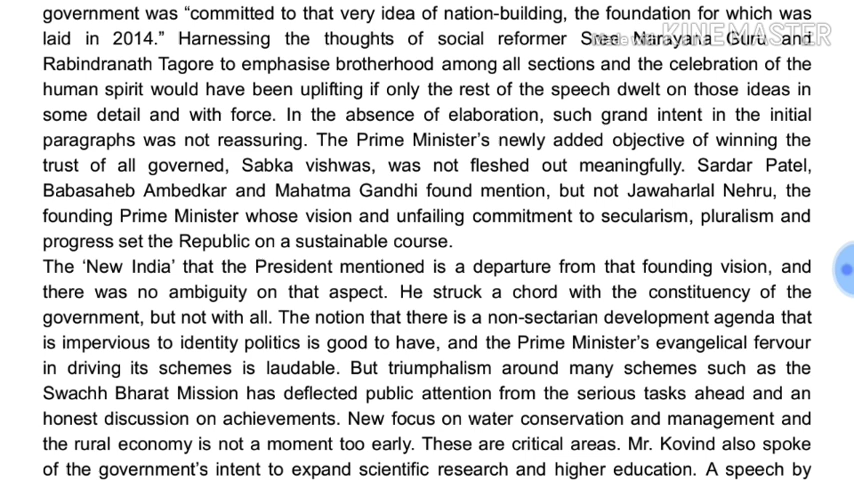 government was “committed to that very idea of nation-building, the foundation for which was
laid in 2014.” Harnessing the thoughts of social reformer Sree Narayana Guru and
Rabindranath Tagore to emphasise brotherhood among all sections and the celebration of the
human spirit would have been uplifting if only the rest of the speech dwelt on those ideas in
some detail and with force. In the absence of elaboration, such grand intent in the initial
paragraphs was not reassuring. The Prime Minister’s newly added objective of winning the
trust of all governed, Sabka vishwas, was not fleshed out meaningfully. Sardar Patel,
Babasaheb Ambedkar and Mahatma Gandhi found mention, but not Jawaharlal Nehru, the
founding Prime Minister whose vision and unfailing commitment to secularism, pluralism and
progress set the Republic on a sustainable course.
The ‘New India’ that the President mentioned is a departure from that founding vision, and
there was no ambiguity on that aspect. He struck a chord with the constituency of the
government, but not with all. The notion that there is a non-sectarian development agenda that
is impervious to identity politics is good to have, and the Prime Minister’s evangelical fervour
in driving its schemes is laudable. But triumphalism around many schemes such as the
Swachh Bharat Mission has deflected public attention from the serious tasks ahead and an
honest discussion on achievements. New focus on water conservation and management and
the rural economy is not a moment too early. These are critical areas. Mr. Kovind also spoke
of the government’s intent to expand scientific research and higher education. A speech by
KINEMASTER